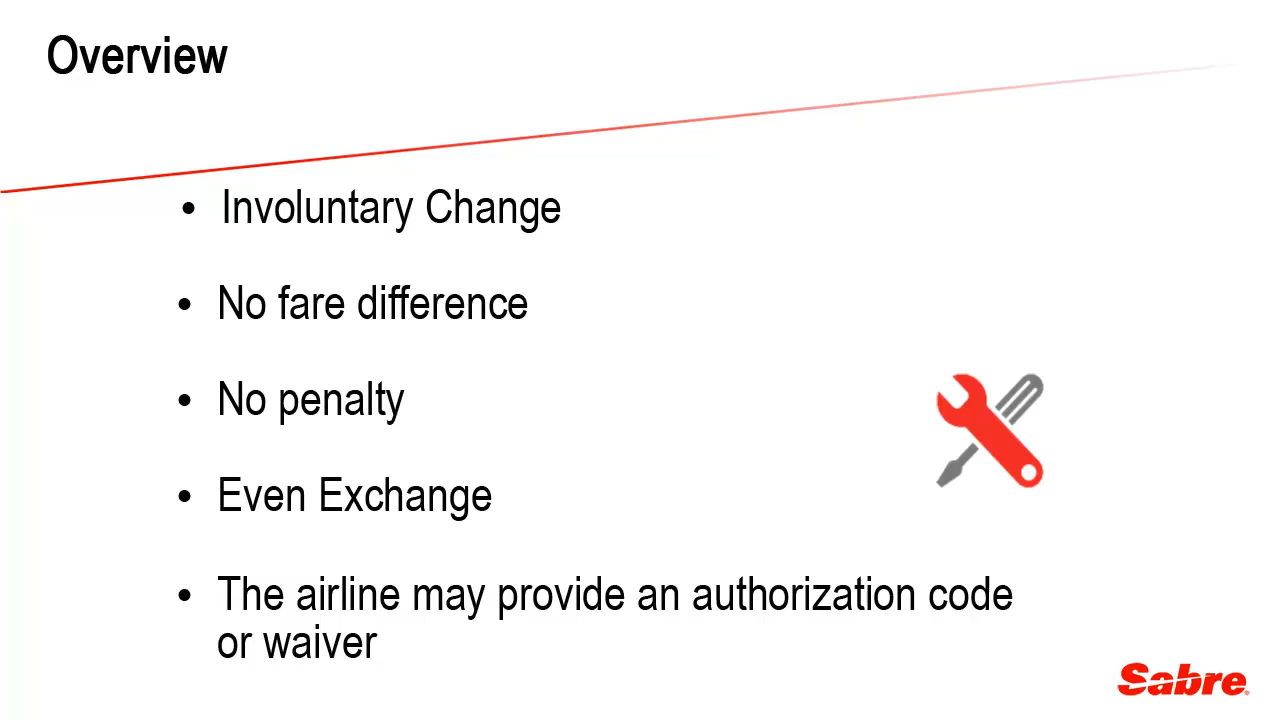 Overview
• Involuntary Change
• No fare difference
• No penalty
• Even Exchange
• The airline may provide an authorization code
or waiver
Sabre